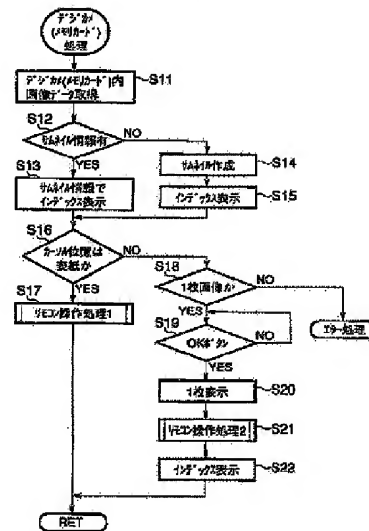 デジカメ
(メモリカード)
処理
S11
デジカメ(メモリカード)内
画像データ取得
S12
サムネイル情報有
NO
YES
S13
サムネイル情報で
インデックス表示
S14
サムネイル作成
S15
インデックス表示
S16
カーソル位置は
表紙か
NO
YES
S17
リモコン操作処理1
S18
1枚画像か
NO
YES
エラー処理
S19
OKボタン
NO
YES
S20
1枚表示
S21
リモコン操作処理2
S22
インデックス表示
RET